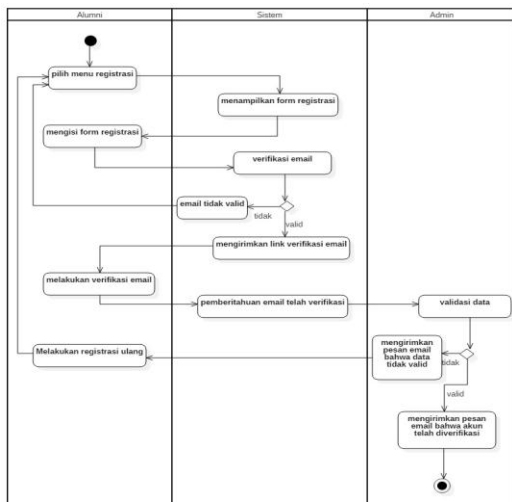 Alumni
Sistem
Admin
pilih menu registrasi
menampilkan form registrasi
mengisi form registrasi
verifikasi email
email tidak valid
tidak
valid
mengirimkan link verifikasi email
melakukan verifikasi email
pemberitahuan email telah verifikasi
validasi data
mengirimkan
pesan email
bahwa data
tidak valid
tidak
Melakukan registrasi ulang
valid
mengirimkan pesan
email bahwa akun
telah diverifikasi